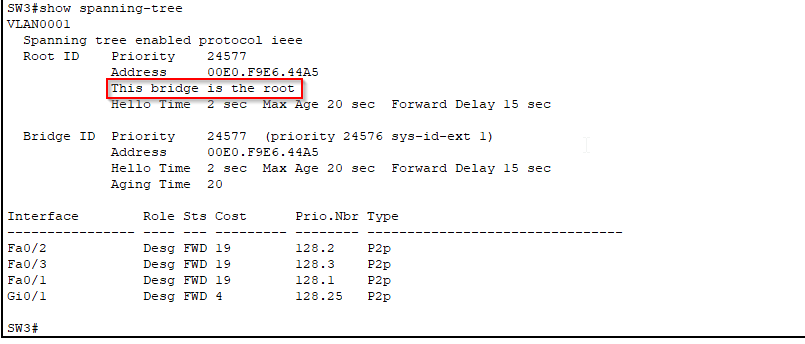 SW3#show spanning-tree
VLAN0001
  Spanning tree enabled protocol ieee
  Root ID    Priority    24577
             Address     00E0.F9E6.44A5
             This bridge is the root
             Hello Time  2 sec  Max Age 20 sec  Forward Delay 15 sec

  Bridge ID  Priority    24577  (priority 24576 sys-id-ext 1)
             Address     00E0.F9E6.44A5
             Hello Time  2 sec  Max Age 20 sec  Forward Delay 15 sec
             Aging Time  20

Interface        Role Sts Cost      Prio.Nbr Type
---------------- ---- --- --------- -------- --------------------------------
Fa0/2            Desg FWD 19        128.2    P2p
Fa0/3            Desg FWD 19        128.3    P2p
Fa0/1            Desg FWD 19        128.1    P2p
Gi0/1            Desg FWD 4         128.25   P2p

SW3#